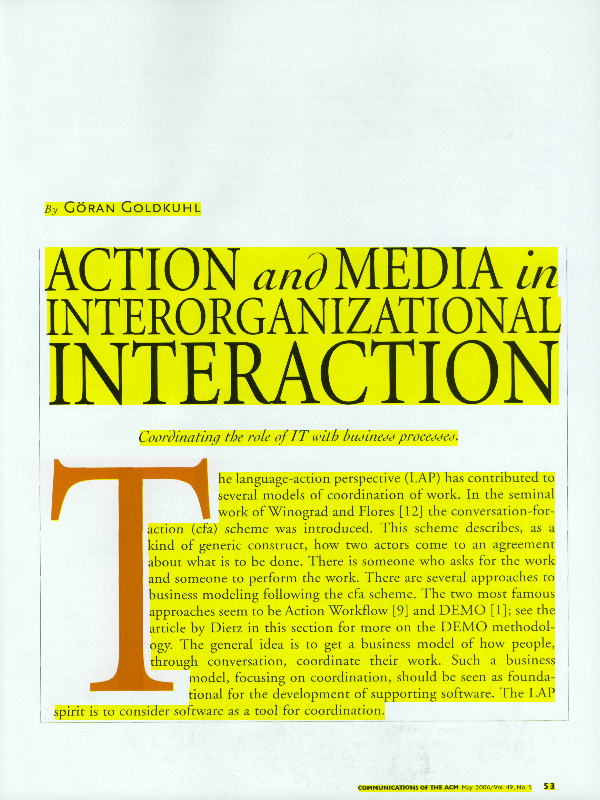 By GÖRAN GOLDKUHL
ACTION and MEDIA in
INTERORGANIZATIONAL
INTERACTION
Coordinating the role of IT with business processes.
The language-action perspective (LAP) has contributed to
several models of coordination of work. In the seminal
work of Winograd and Flores [12] the conversation-for-
action (cfa) scheme was introduced. This scheme describes, as a
kind of generic construct, how two actors come to an agreement
about what is to be done. There is someone who asks for the work
and someone to perform the work. There are several approaches to
business modeling following the cfa scheme. The two most famous
approaches seem to be Action Workflow [9] and DEMO [1]; see the
article by Dietz in this section for more on the DEMO methodol-
ogy. The general idea is to get a business model of how people,
through conversation, coordinate their work. Such a business
model, focusing on coordination, should be seen as founda-
tional for the development of supporting software. The LAP
spirit is to consider software as a tool for coordination.
COMMUNICATIONS OF THE ACM May 2006/Vol. 49, No. 5 53